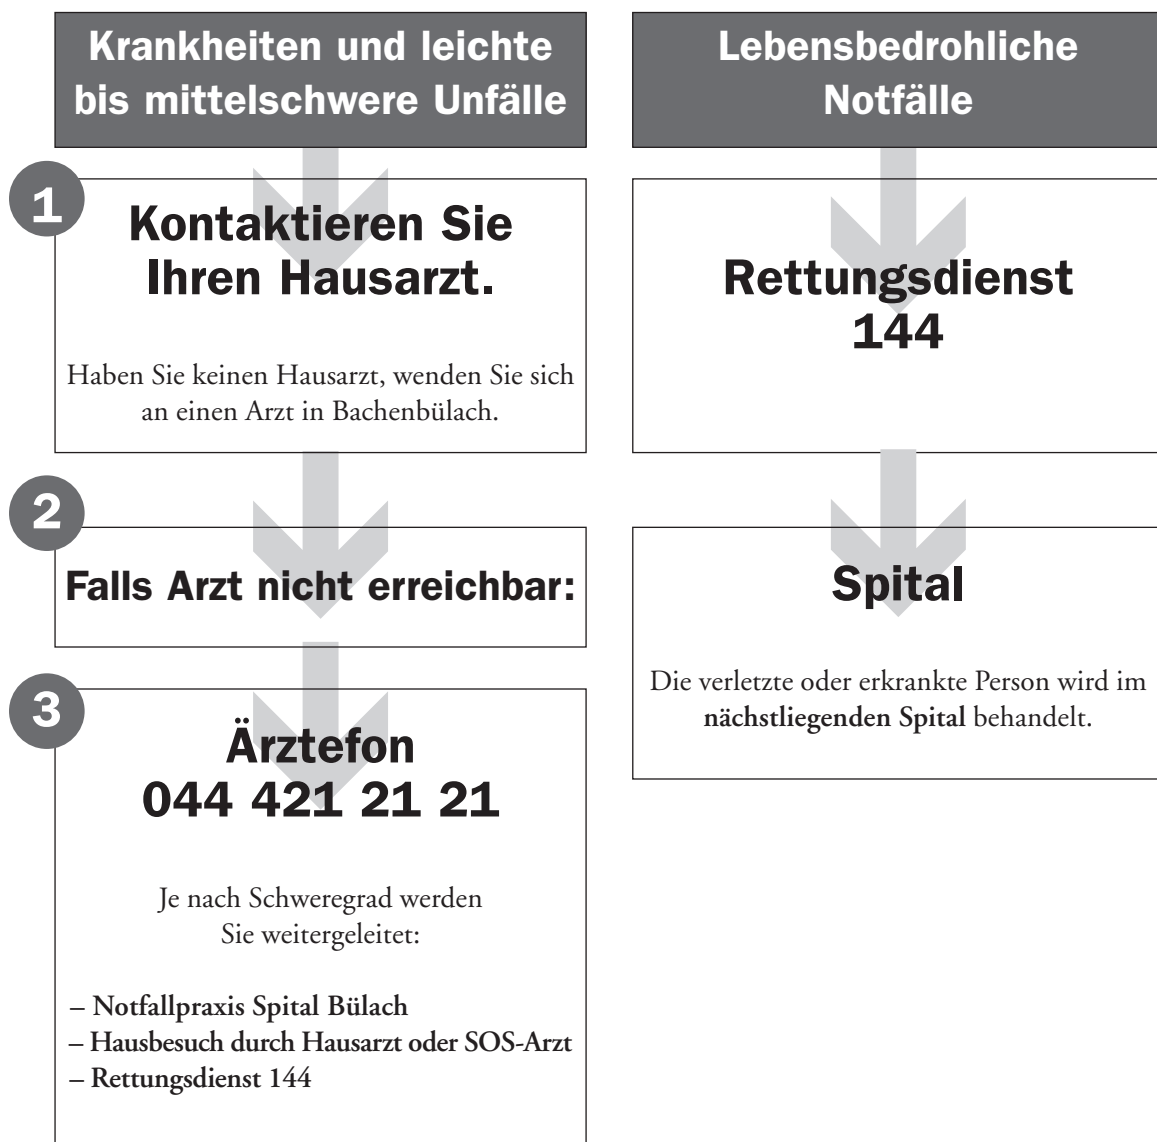 Krankheiten und leichte
bis mittelschwere Unfälle
1
Kontaktieren Sie
Ihren Hausarzt.
Haben Sie keinen Hausarzt, wenden Sie sich
an einen Arzt in Bachenbülach.
2
Falls Arzt nicht erreichbar:
3
Ärztefon
044 421 21 21
Je nach Schweregrad werden
Sie weitergeleitet:
– Notfallpraxis Spital Bülach
– Hausbesuch durch Hausarzt oder SOS-Arzt
– Rettungsdienst 144
Lebensbedrohliche
Notfälle
Rettungsdienst
144
Spital
Die verletzte oder erkrankte Person wird im
nächstliegenden Spital behandelt.